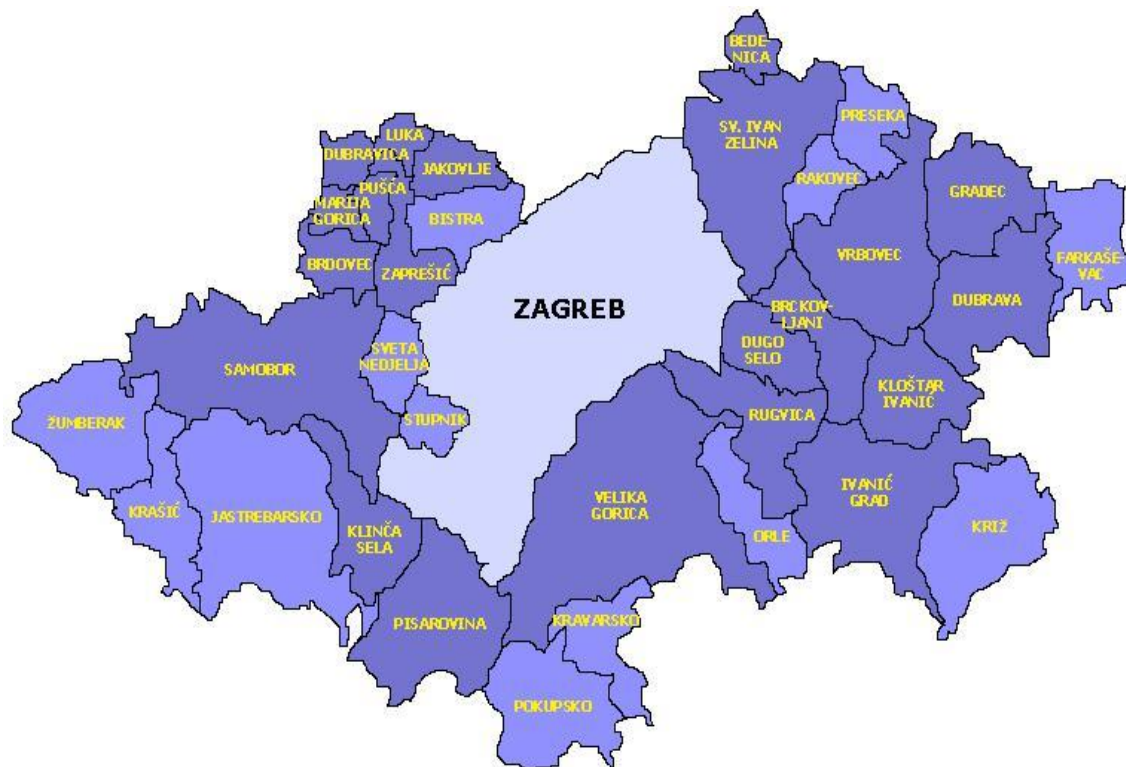 BEDE-
NICA
PRESEKA
SV. IVAN
ZELINA
LUKA
DUBRAVICA
JAKOVLJE
RAKOVEC
GRADEC
PUŠĆA
MARIJA
GORICA
BISTRA
VRBOVEC
FARKAŠE-
VAC
BRDOVEC
ZAPREŠIĆ
DUBRAVA
ZAGREB
BRCKOV-
LJANI
DUGO
SELO
SVETA
NEDJELJA
SAMOBOR
KLOŠTAR
IVANIĆ
ŽUMBERAK
STUPNIK
RUGVICA
IVANIĆ
GRAD
VELIKA
GORICA
KRAŠIĆ
JASTREBARSKO
KLINČA
SELA
ORLE
KRIŽ
PISAROVINA
KRAVARSKO
POKUPSKO